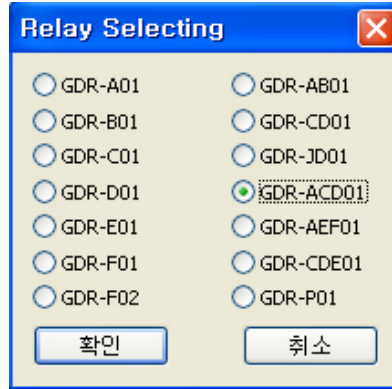 Relay Selecting
GDR-A01 GDR-AB01
GDR-B01 GDR-CD01
GDR-C01 GDR-JD01
GDR-D01 GDR-ACD01
GDR-E01 GDR-AEF01
GDR-F01 GDR-CDE01
GDR-F02 GDR-P01
확인 취소